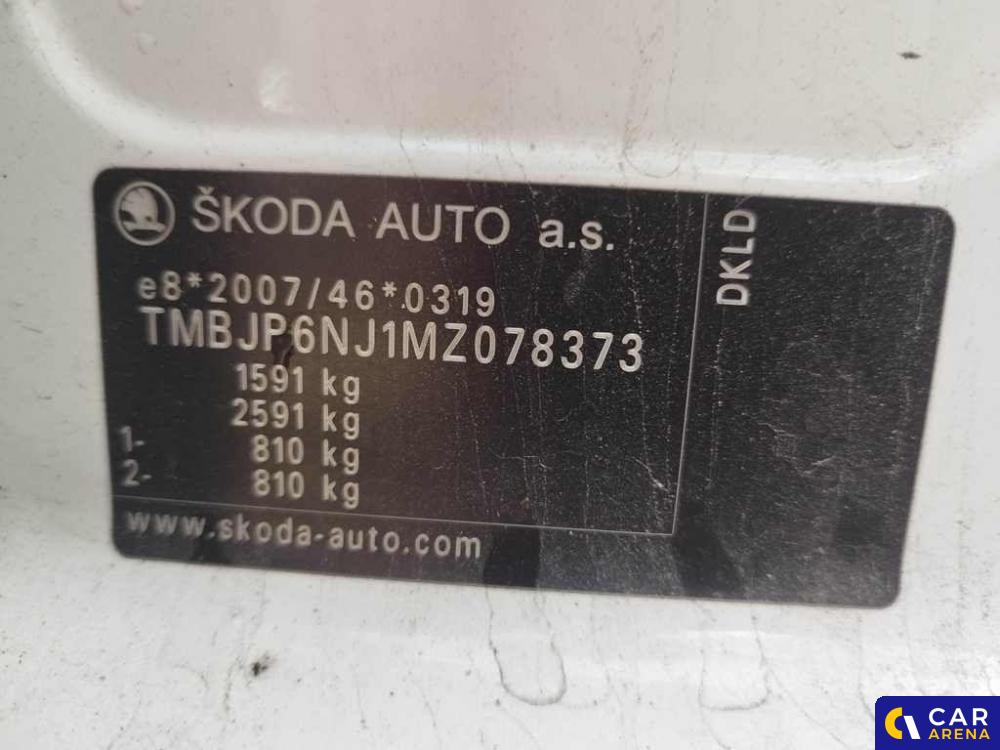 ŠKODA AUTO a.s.
e8*2007/46*0319
TMBJP6NJ1MZ078373
1591 kg
2591 kg
1- 810 kg
2- 810 kg
www.skoda-auto.com
DKLD
CAR
ARENA